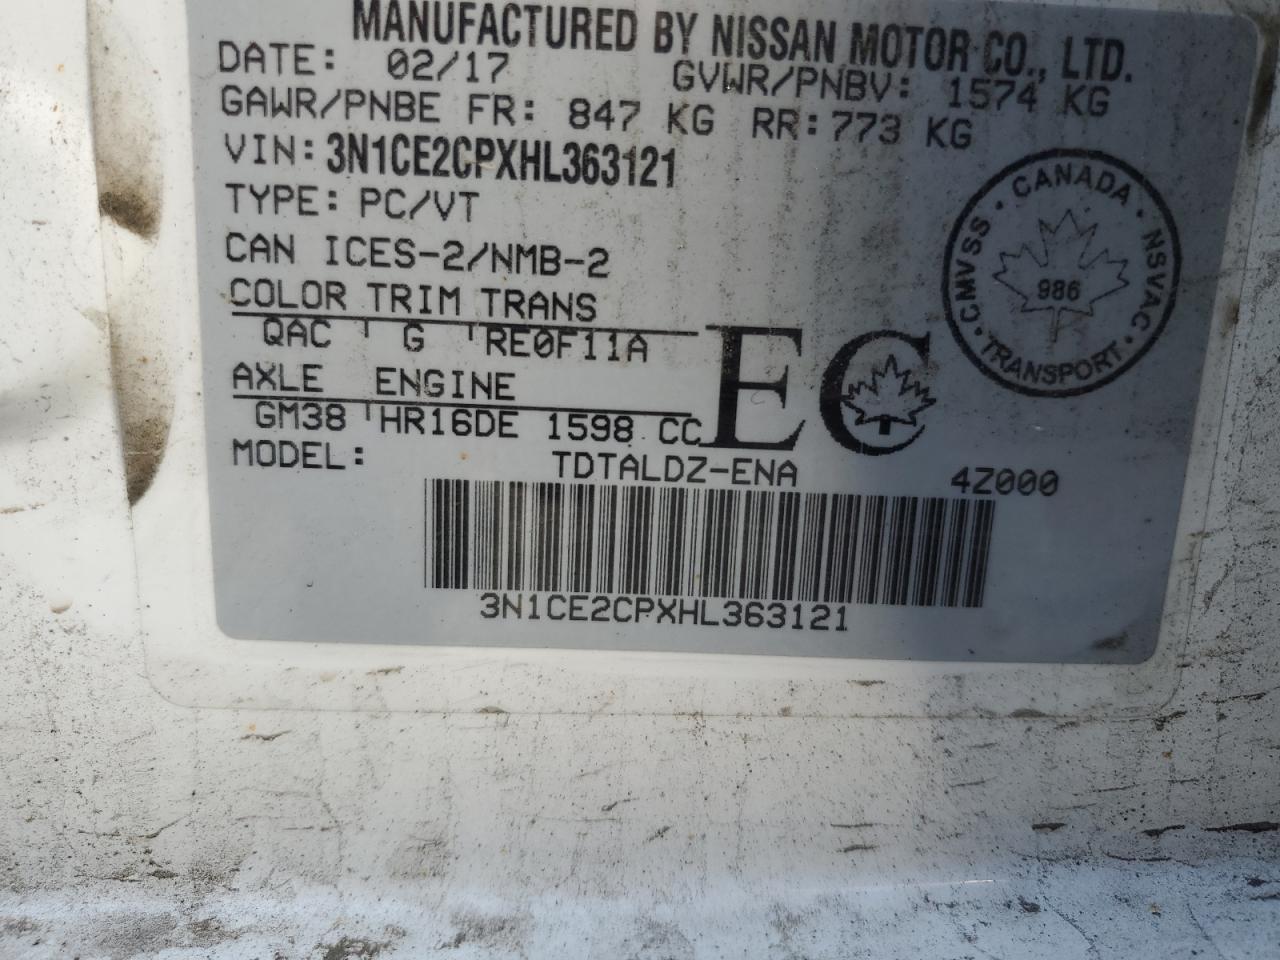 MANUFACTURED BY NISSAN MOTOR CO., LTD.
DATE: 02/17 GVWR/PNBV: 1574 KG
GAWR/PNBE FR: 847 KG RR: 773 KG
VIN: 3N1CE2CPXHL363121
TYPE: PC/VT
CAN ICES-2/NMB-2
COLOR TRIM TRANS
QAC G RE0F11A
AXLE ENGINE
GM38 HR16DE 1598 CC
MODEL: TDTALDZ-ENA 4Z000
3N1CE2CPXHL363121
EC
CMVSS · CANADA · NSVAC · TRANSPORT ·
986